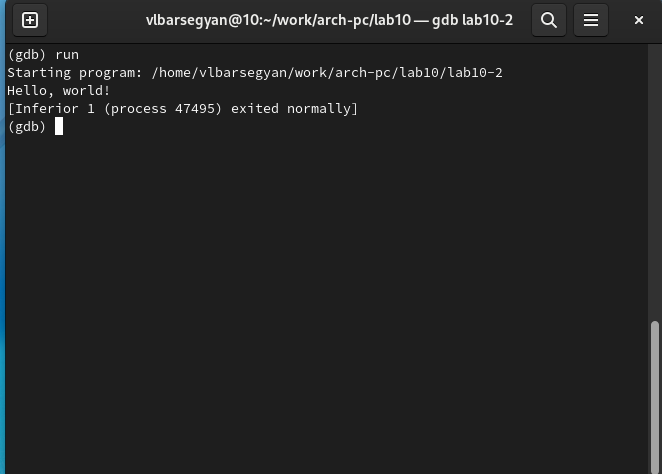 vlbarsegyan@10:~/work/arch-pc/lab10 — gdb lab10-2
(gdb) run
Starting program: /home/vlbarsegyan/work/arch-pc/lab10/lab10-2
Hello, world!
[Inferior 1 (process 47495) exited normally]
(gdb)